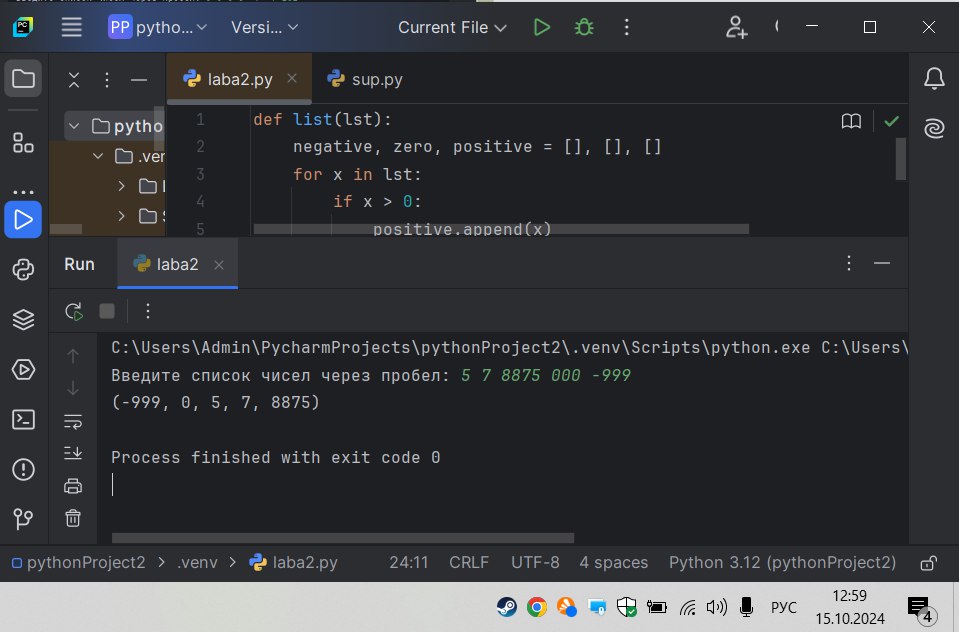 PP pytho... Versi... Current File
laba2.py sup.py
pytho
.ver
1 def list(lst):
2 negative, zero, positive = [], [], []
3 for x in lst:
4 if x > 0:
5 positive.append(x)
Run laba2
C:\Users\Admin\PycharmProjects\pythonProject2\.venv\Scripts\python.exe C:\Users\
Введите список чисел через пробел: 5 7 8875 000 -999
(-999, 0, 5, 7, 8875)
Process finished with exit code 0
pythonProject2 > .venv > laba2.py 24:11 CRLF UTF-8 4 spaces Python 3.12 (pythonProject2)
РУС 12:59
15.10.2024 4